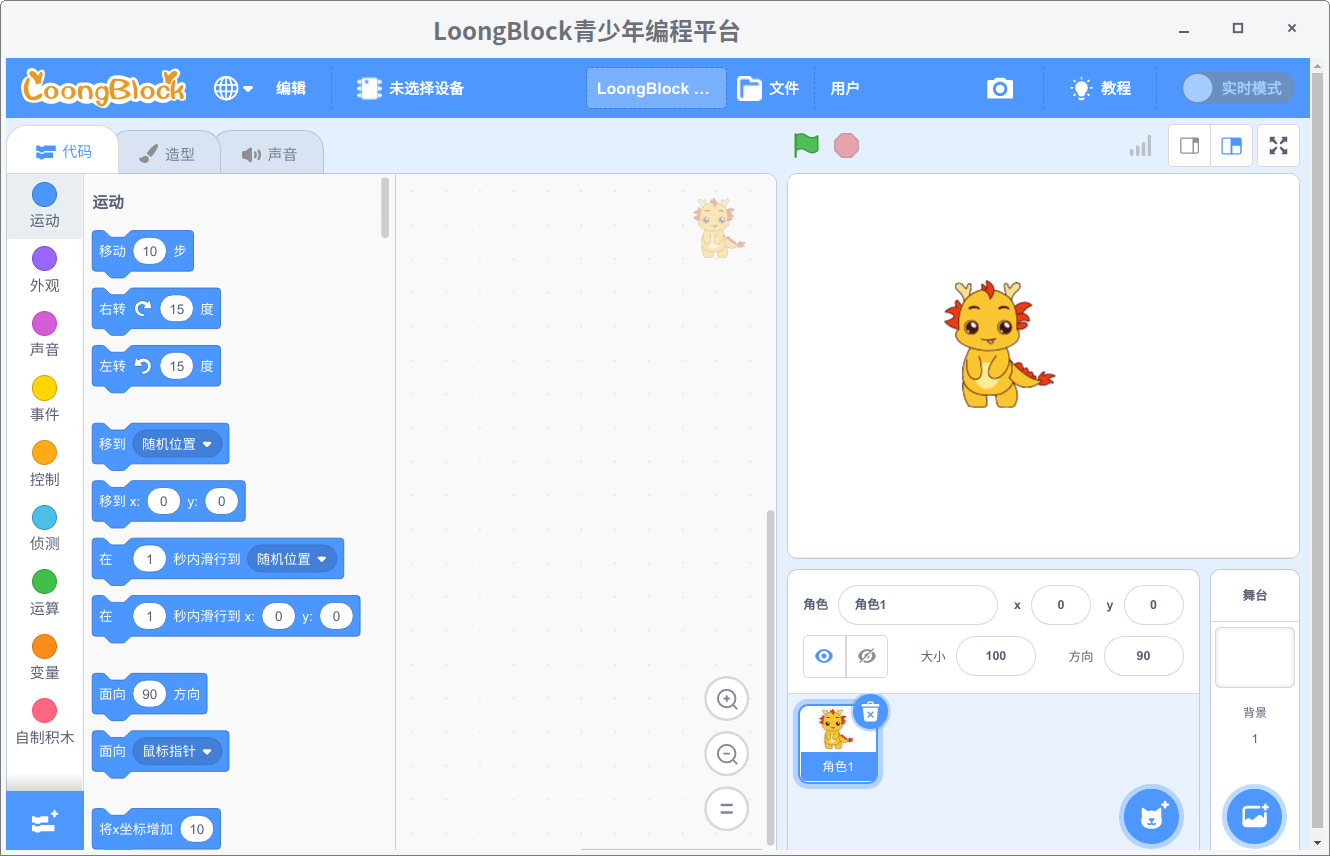 LoongBlock青少年编程平台
LoongBlock
编辑
未选择设备
LoongBlock ...
文件
用户
教程
实时模式
代码
造型
声音
运动
外观
声音
事件
控制
侦测
运算
变量
自制积木
运动
移动 10 步
右转 15 度
左转 15 度
移到 随机位置
移到 x: 0 y: 0
在 1 秒内滑行到 随机位置
在 1 秒内滑行到 x: 0 y: 0
面向 90 方向
面向 鼠标指针
将x坐标增加 10
角色 角色1 x 0 y 0
大小 100 方向 90
角色1
舞台
背景
1